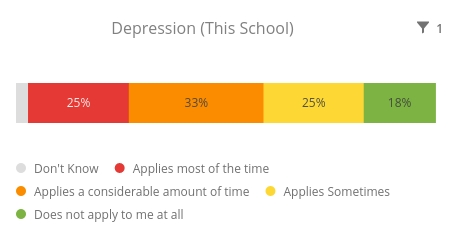 Depression (This School)
1
25% 33% 25% 18%
Don't Know Applies most of the time
Applies a considerable amount of time Applies Sometimes
Does not apply to me at all